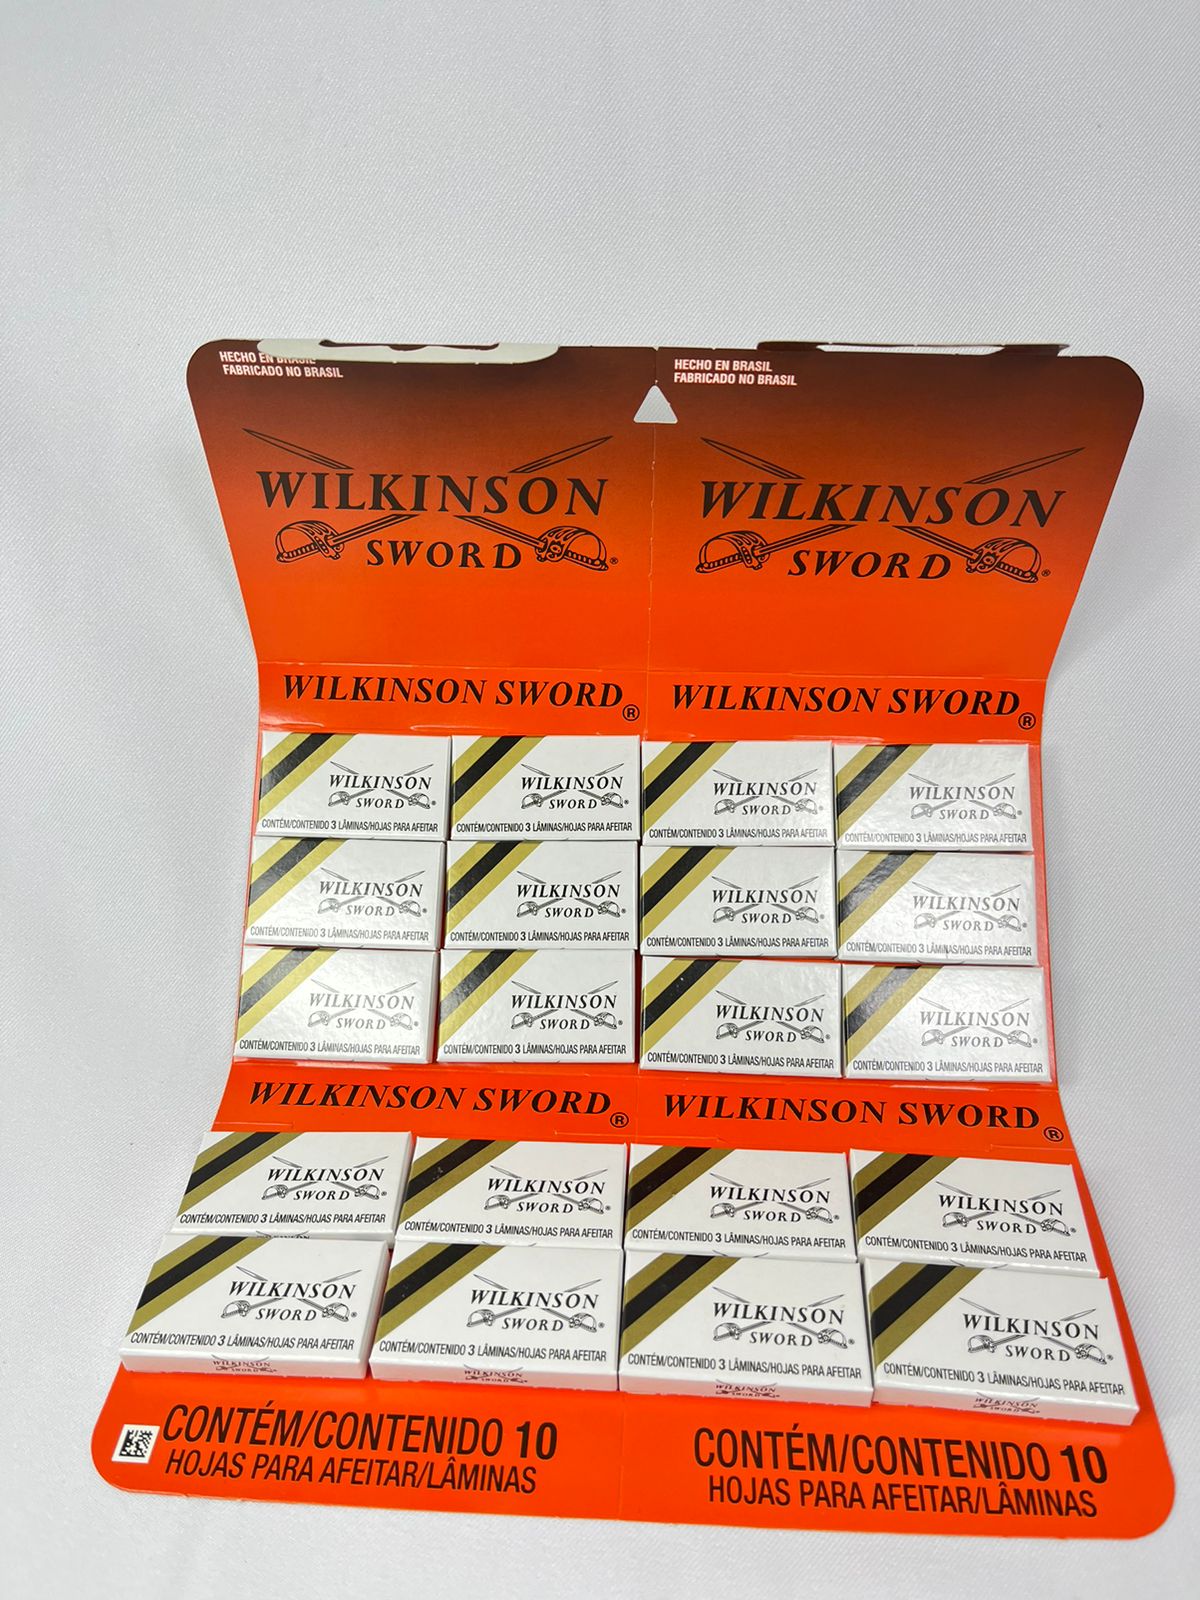 HECHO EN BRASIL
FABRICADO NO BRASIL
HECHO EN BRASIL
FABRICADO NO BRASIL
WILKINSON
SWORD®
WILKINSON
SWORD®
WILKINSON SWORD®
WILKINSON SWORD®
WILKINSON
SWORD®
CONTÉM/CONTENIDO 3 LÂMINAS/HOJAS PARA AFEITAR
WILKINSON
SWORD®
CONTÉM/CONTENIDO 3 LÂMINAS/HOJAS PARA AFEITAR
WILKINSON
SWORD®
CONTÉM/CONTENIDO 3 LÂMINAS/HOJAS PARA AFEITAR
WILKINSON
SWORD®
CONTÉM/CONTENIDO 3 LÂMINAS/HOJAS PARA AFEITAR
WILKINSON
SWORD®
CONTÉM/CONTENIDO 3 LÂMINAS/HOJAS PARA AFEITAR
WILKINSON
SWORD®
CONTÉM/CONTENIDO 3 LÂMINAS/HOJAS PARA AFEITAR
WILKINSON
SWORD®
CONTÉM/CONTENIDO 3 LÂMINAS/HOJAS PARA AFEITAR
WILKINSON
SWORD®
CONTÉM/CONTENIDO 3 LÂMINAS/HOJAS PARA AFEITAR
WILKINSON
SWORD®
CONTÉM/CONTENIDO 3 LÂMINAS/HOJAS PARA AFEITAR
WILKINSON
SWORD®
CONTÉM/CONTENIDO 3 LÂMINAS/HOJAS PARA AFEITAR
WILKINSON
SWORD®
CONTÉM/CONTENIDO 3 LÂMINAS/HOJAS PARA AFEITAR
WILKINSON
SWORD®
CONTÉM/CONTENIDO 3 LÂMINAS/HOJAS PARA AFEITAR
WILKINSON SWORD®
WILKINSON SWORD®
WILKINSON
SWORD®
CONTÉM/CONTENIDO 3 LÂMINAS/HOJAS PARA AFEITAR
WILKINSON
SWORD®
CONTÉM/CONTENIDO 3 LÂMINAS/HOJAS PARA AFEITAR
WILKINSON
SWORD®
CONTÉM/CONTENIDO 3 LÂMINAS/HOJAS PARA AFEITAR
WILKINSON
SWORD®
CONTÉM/CONTENIDO 3 LÂMINAS/HOJAS PARA AFEITAR
WILKINSON
SWORD®
CONTÉM/CONTENIDO 3 LÂMINAS/HOJAS PARA AFEITAR
WILKINSON
SWORD
WILKINSON
SWORD®
CONTÉM/CONTENIDO 3 LÂMINAS/HOJAS PARA AFEITAR
WILKINSON
SWORD
WILKINSON
SWORD®
CONTÉM/CONTENIDO 3 LÂMINAS/HOJAS PARA AFEITAR
WILKINSON
SWORD
WILKINSON
SWORD®
CONTÉM/CONTENIDO 3 LÂMINAS/HOJAS PARA AFEITAR
WILKINSON
SWORD
CONTÉM/CONTENIDO 10
HOJAS PARA AFEITAR/LÂMINAS
CONTÉM/CONTENIDO 10
HOJAS PARA AFEITAR/LÂMINAS